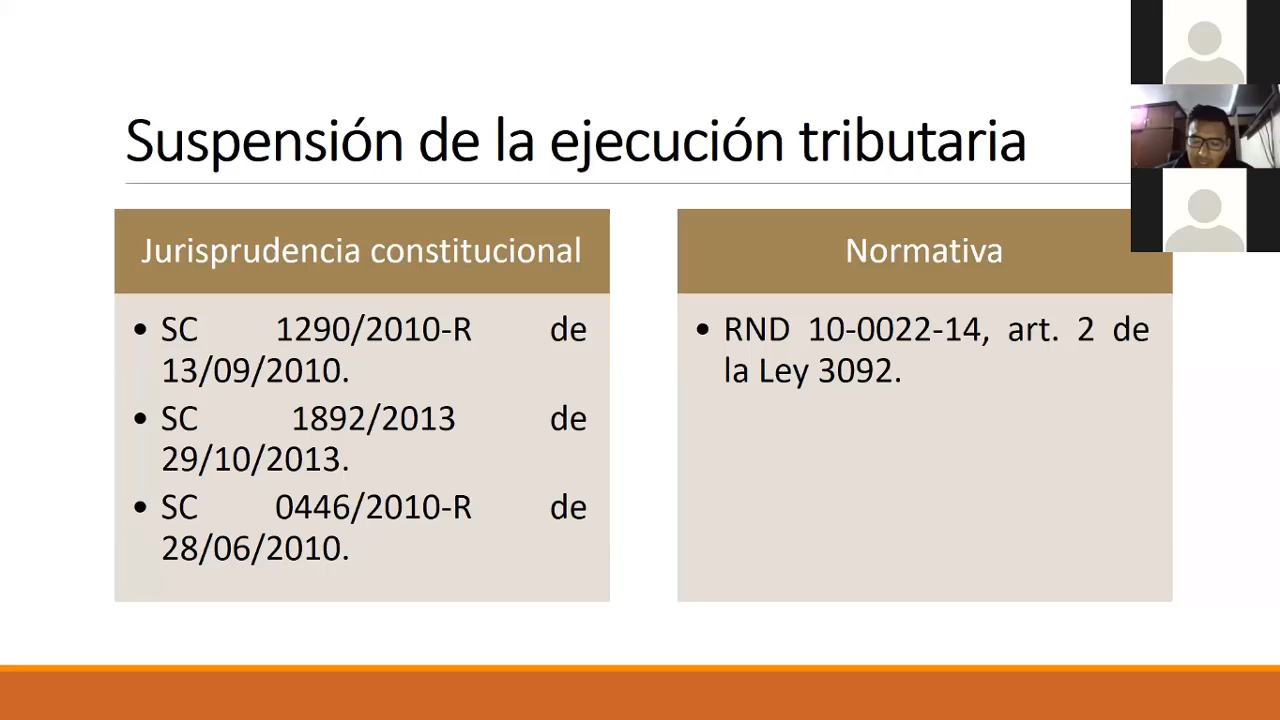 Suspensión de la ejecución tributaria
Jurisprudencia constitucional
• SC 1290/2010-R de
13/09/2010.
• SC 1892/2013 de
29/10/2013.
• SC 0446/2010-R de
28/06/2010.
Normativa
• RND 10-0022-14, art. 2 de
la Ley 3092.